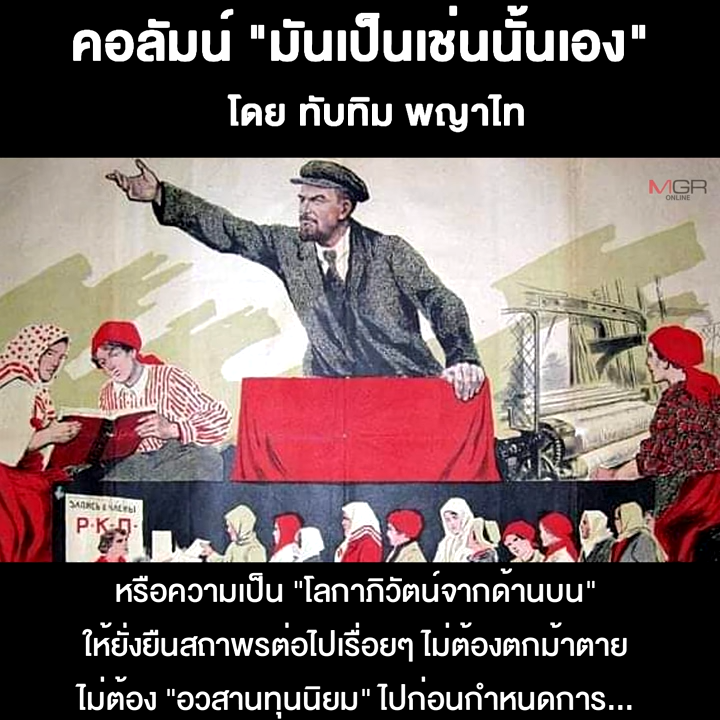 คอลัมน์ "มันเป็นเช่นนั้นเอง"
โดย ทับทิม พญาไท
MGR
ONLINE
ЗАПИСЬ В ЧЛЕНЫ
Р·К·П·
หรือความเป็น "โลกาภิวัตน์จากด้านบน"
ให้ยั่งยืนสถาพรต่อไปเรื่อยๆ ไม่ต้องตกม้าตาย
ไม่ต้อง "อวสานทุนนิยม" ไปก่อนกำหนดการ...